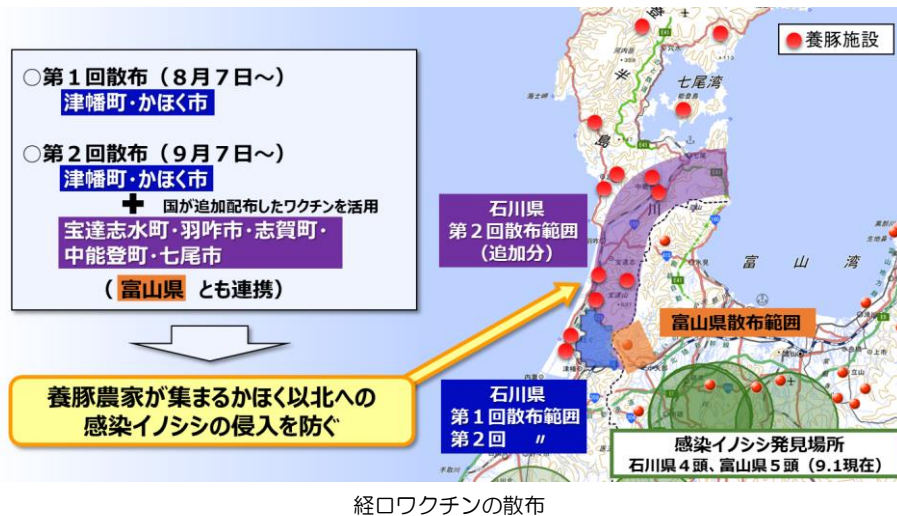 ○第1回散布（8月7日～）
津幡町・かほく市
○第2回散布（9月7日～）
津幡町・かほく市
＋ 国が追加配布したワクチンを活用
宝達志水町・羽咋市・志賀町・
中能登町・七尾市
（ 富山県 とも連携）
養豚農家が集まるかほく以北への
感染イノシシの侵入を防ぐ
●養豚施設
七尾湾
半
島
川
石川県
第2回散布範囲
（追加分）
富山湾
富山県散布範囲
石川県
第1回散布範囲
第2回　〃
感染イノシシ発見場所
石川県4頭、富山県5頭（9.1現在）
経口ワクチンの散布